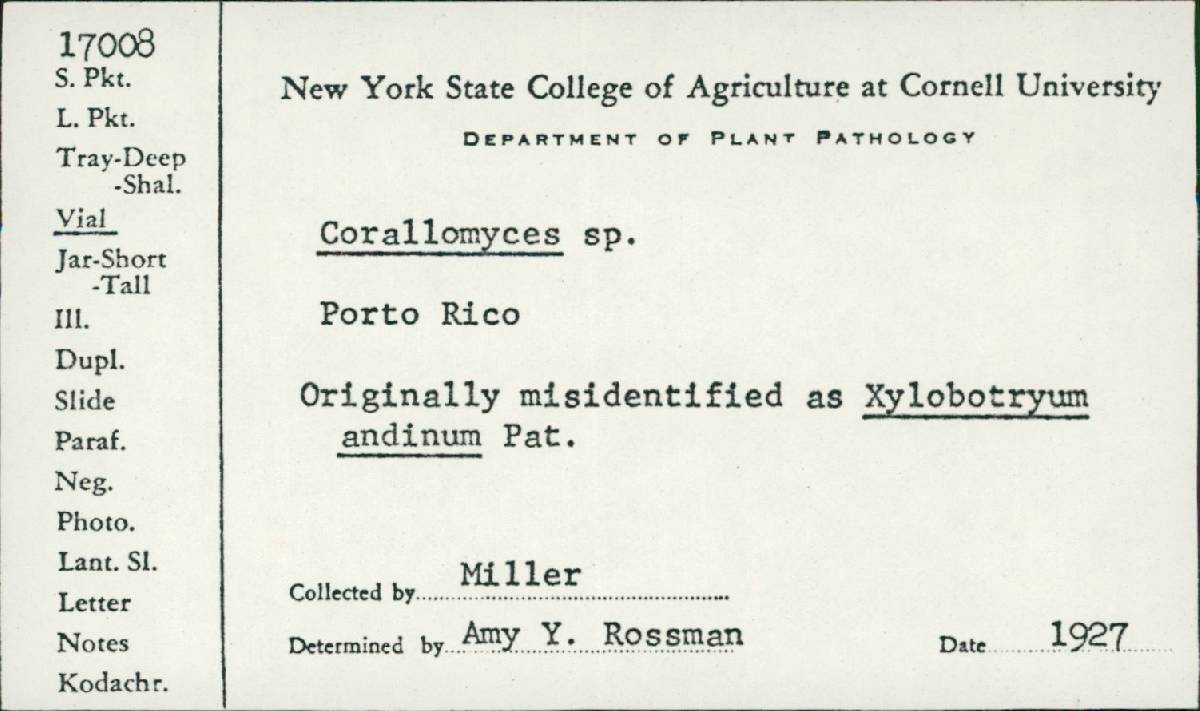 17008
S. Pkt.
L. Pkt.
Tray-Deep
-Shal.
Vial
Jar-Short
-Tall
Ill.
Dupl.
Slide
Paraf.
Neg.
Photo.
Lant. Sl.
Letter
Notes
Kodachr.
New York State College of Agriculture at Cornell University
DEPARTMENT OF PLANT PATHOLOGY
Corallomyces sp.
Porto Rico
Originally misidentified as Xylobotryum
andinum Pat.
Collected by Miller
Determined by Amy Y. Rossman Date 1927